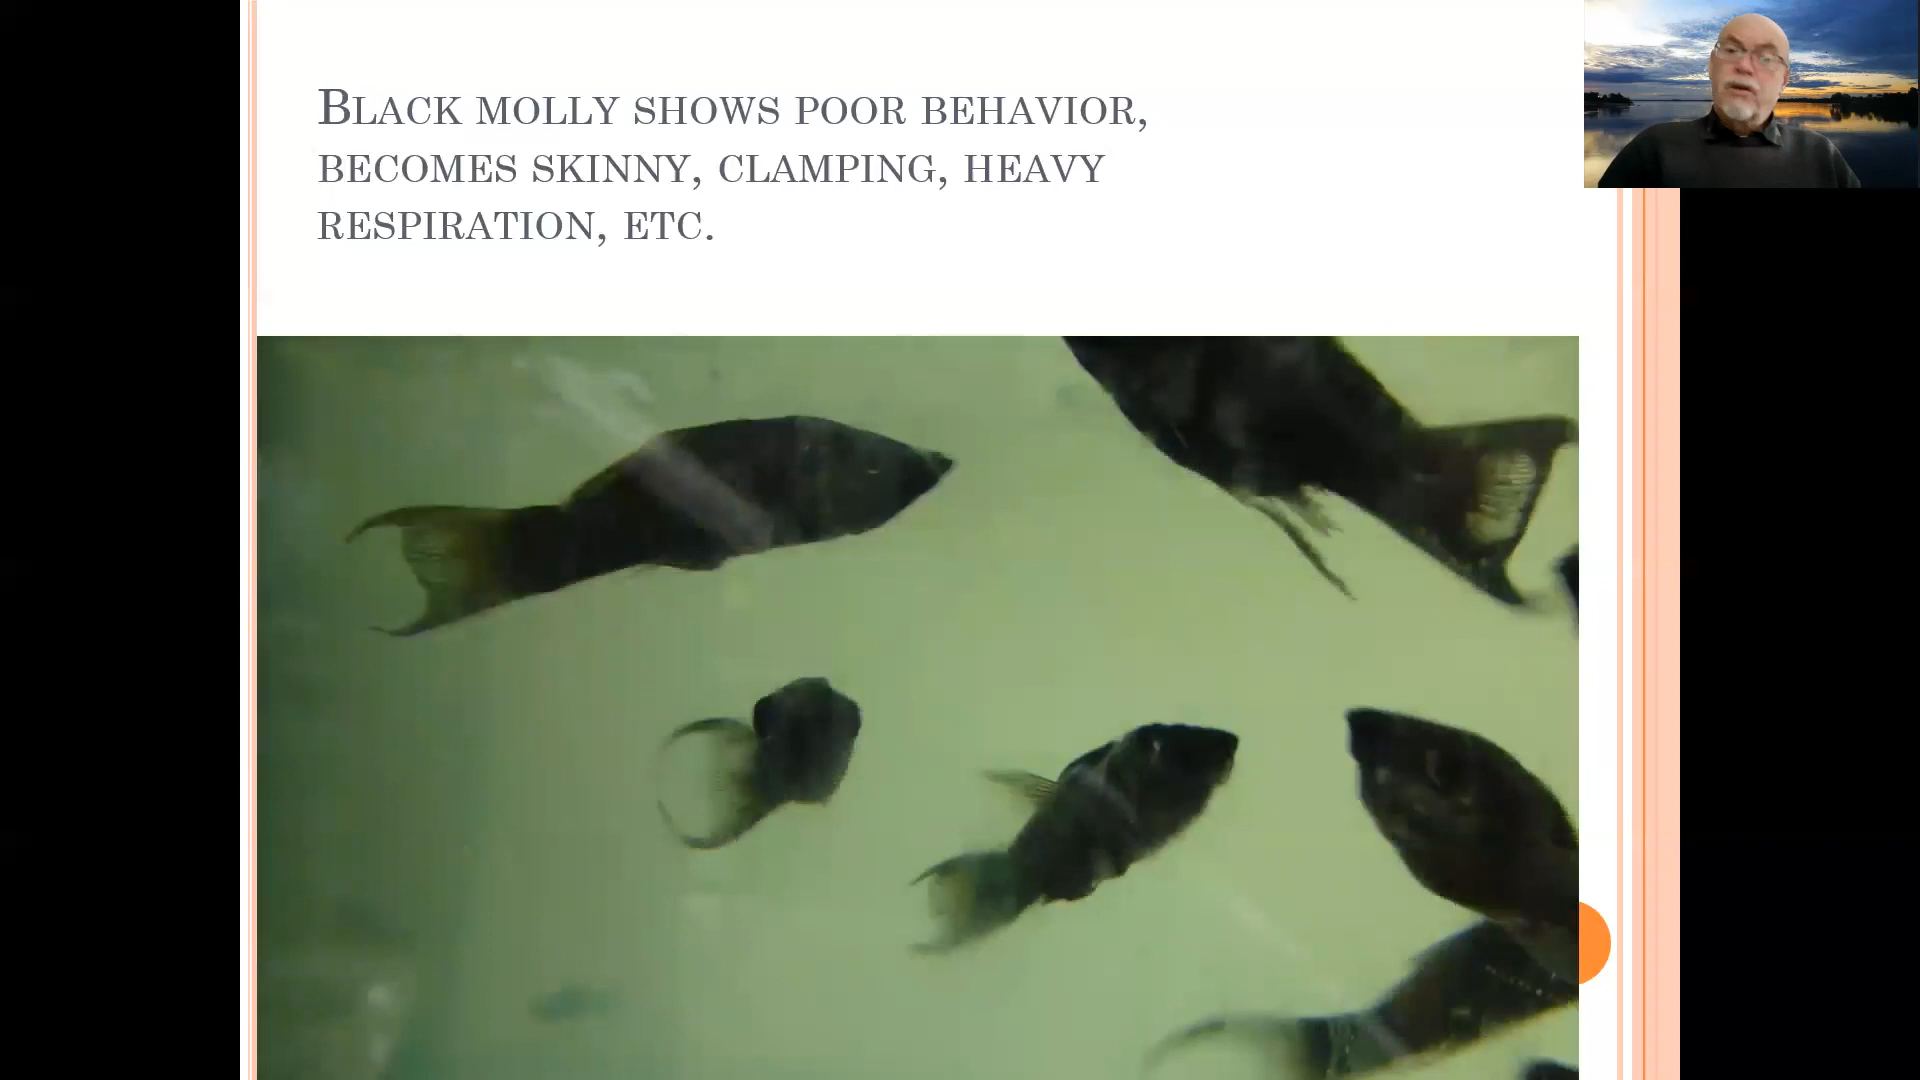 Black molly shows poor behavior,
becomes skinny, clamping, heavy
respiration, etc.